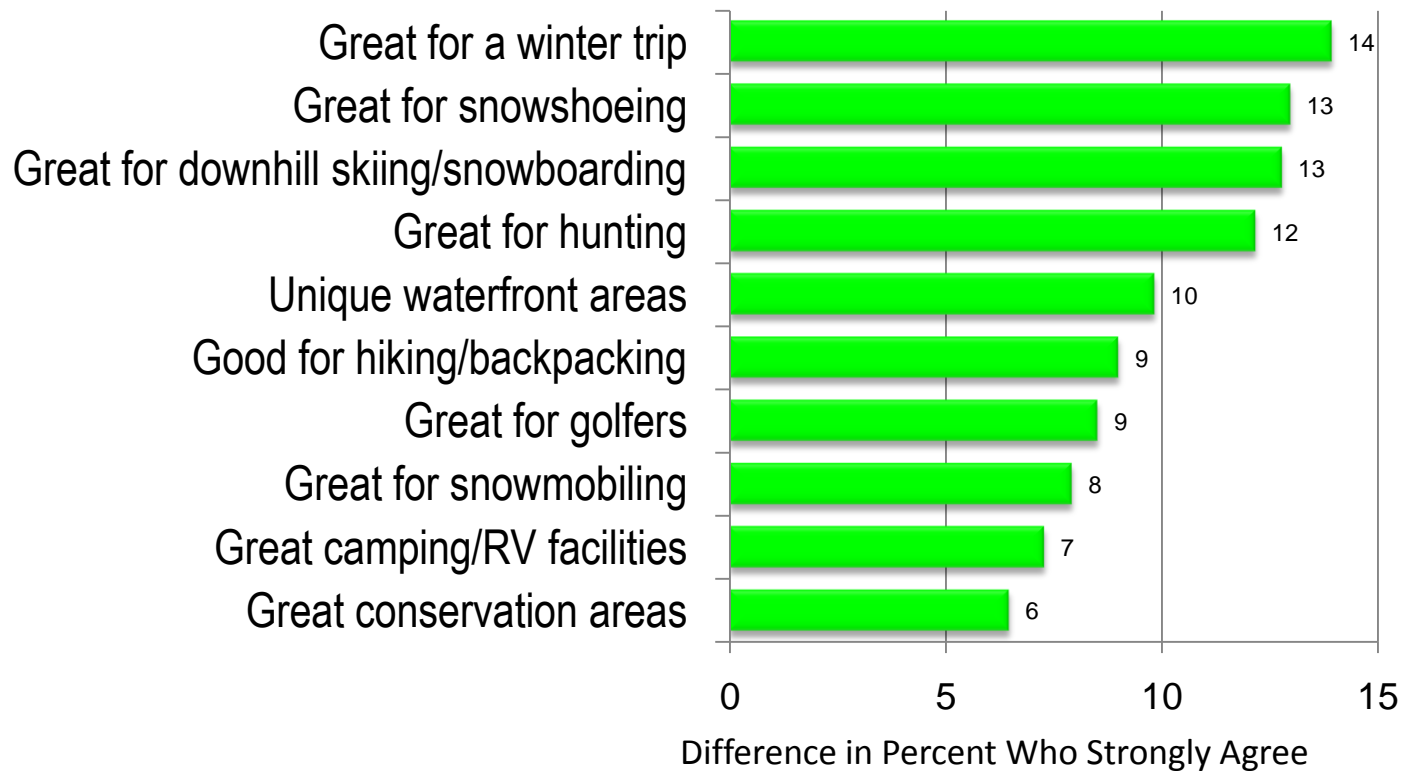 Great for a winter trip 14
Great for snowshoeing 13
Great for downhill skiing/snowboarding 13
Great for hunting 12
Unique waterfront areas 10
Good for hiking/backpacking 9
Great for golfers 9
Great for snowmobiling 8
Great camping/RV facilities 7
Great conservation areas 6
0 5 10 15
Difference in Percent Who Strongly Agree